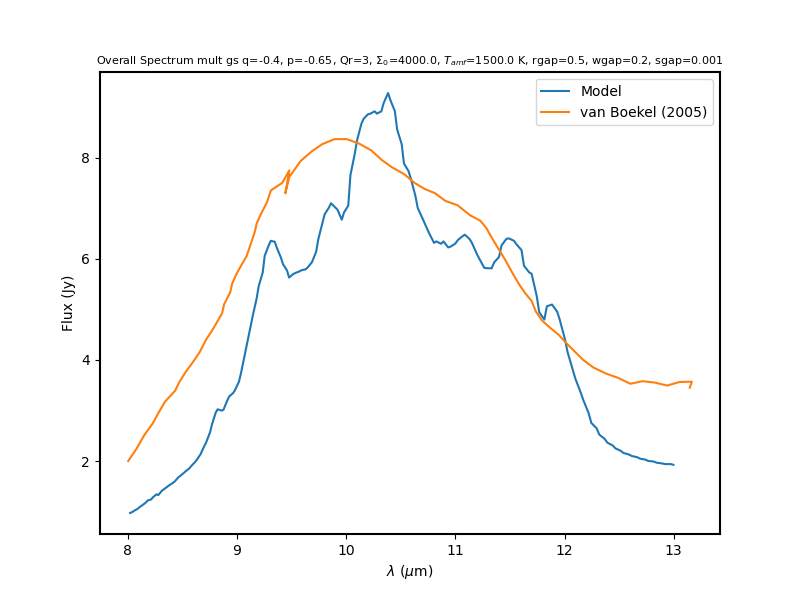 Overall Spectrum mult gs q=-0.4, p=-0.65, Qr=3, Σ₀=4000.0, T_amf=1500.0 K, rgap=0.5, wgap=0.2, sgap=0.001
Model
van Boekel (2005)
Flux (Jy)
8
6
4
2
8 9 10 11 12 13
λ (μm)